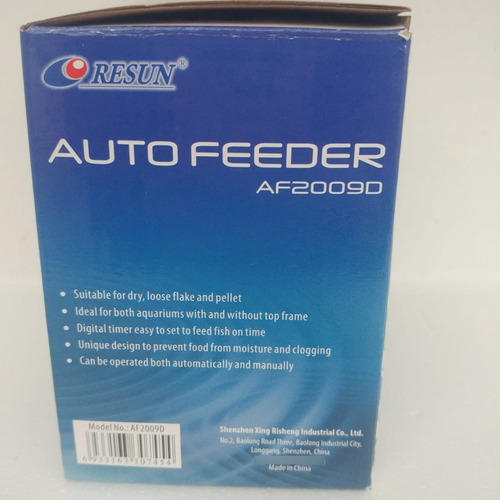 RESUN®
AUTO FEEDER
AF2009D
• Suitable for dry, loose flake and pellet
• Ideal for both aquariums with and without top frame
• Digital timer easy to set to feed fish on time
• Unique design to prevent food from moisture and clogging
• Can be operated both automatically and manually
Model No.: AF2009D
6 933163 307454
Shenzhen Xing Risheng Industrial Co., Ltd.
No.2, Baolong Road Three, Baolong Industrial City,
Longgang, Shenzhen, China
Made in China